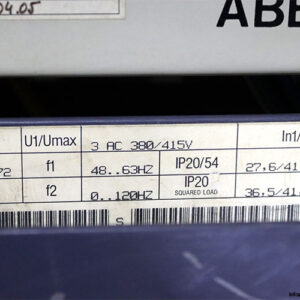 04.05
ABB
U1/Umax 3 AC 380/415V In1/
72 f1 48..63HZ IP20/54 27,6/41
f2 0..120HZ IP20 SQUARED LOAD 36,5/41
S